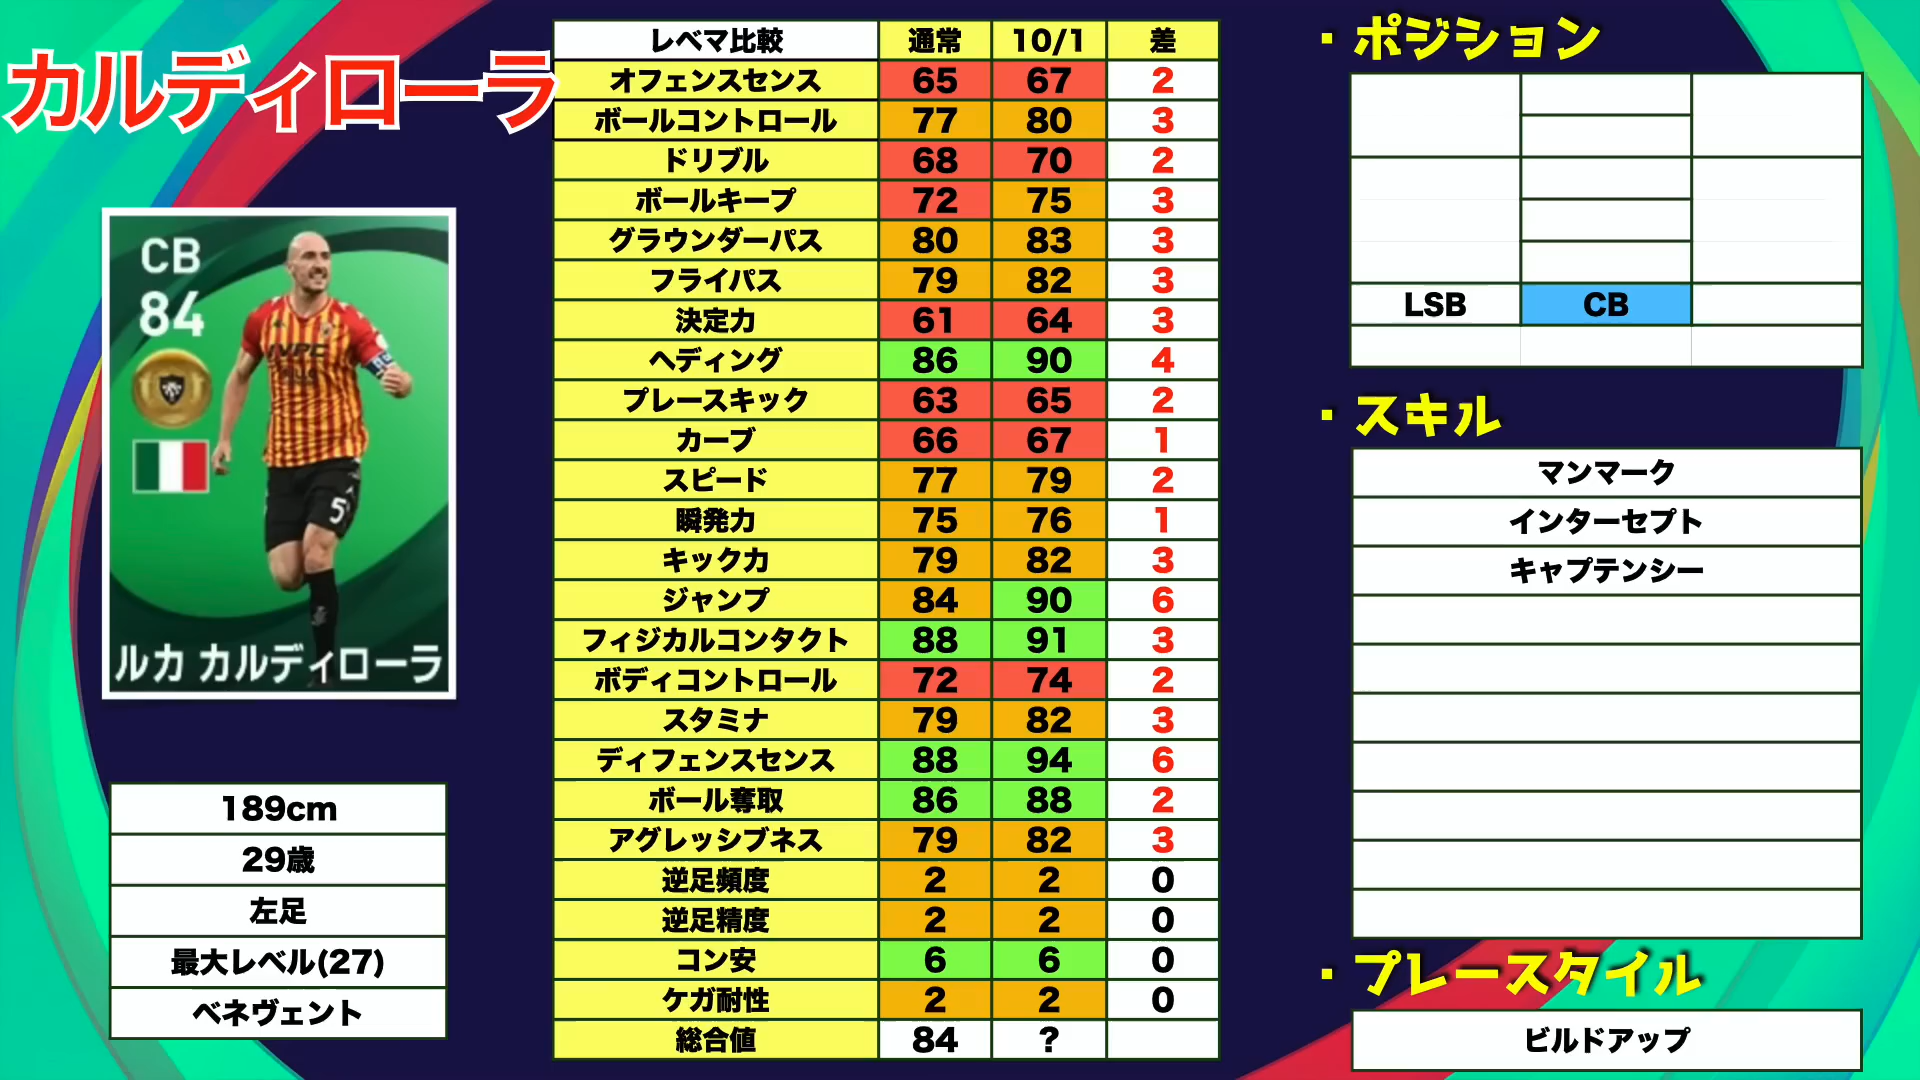 カルディローラ
CB
84
5
ルカ カルディローラ
189cm
29歳
左足
最大レベル(27)
ベネヴェント
レベマ比較 通常 10/1 差
オフェンスセンス 65 67 2
ボールコントロール 77 80 3
ドリブル 68 70 2
ボールキープ 72 75 3
グラウンダーパス 80 83 3
フライパス 79 82 3
決定力 61 64 3
ヘディング 86 90 4
プレースキック 63 65 2
カーブ 66 67 1
スピード 77 79 2
瞬発力 75 76 1
キック力 79 82 3
ジャンプ 84 90 6
フィジカルコンタクト 88 91 3
ボディコントロール 72 74 2
スタミナ 79 82 3
ディフェンスセンス 88 94 6
ボール奪取 86 88 2
アグレッシブネス 79 82 3
逆足頻度 2 2 0
逆足精度 2 2 0
コン安 6 6 0
ケガ耐性 2 2 0
総合値 84 ?
・ポジション
LSB CB
・スキル
マンマーク
インターセプト
キャプテンシー
・プレースタイル
ビルドアップ